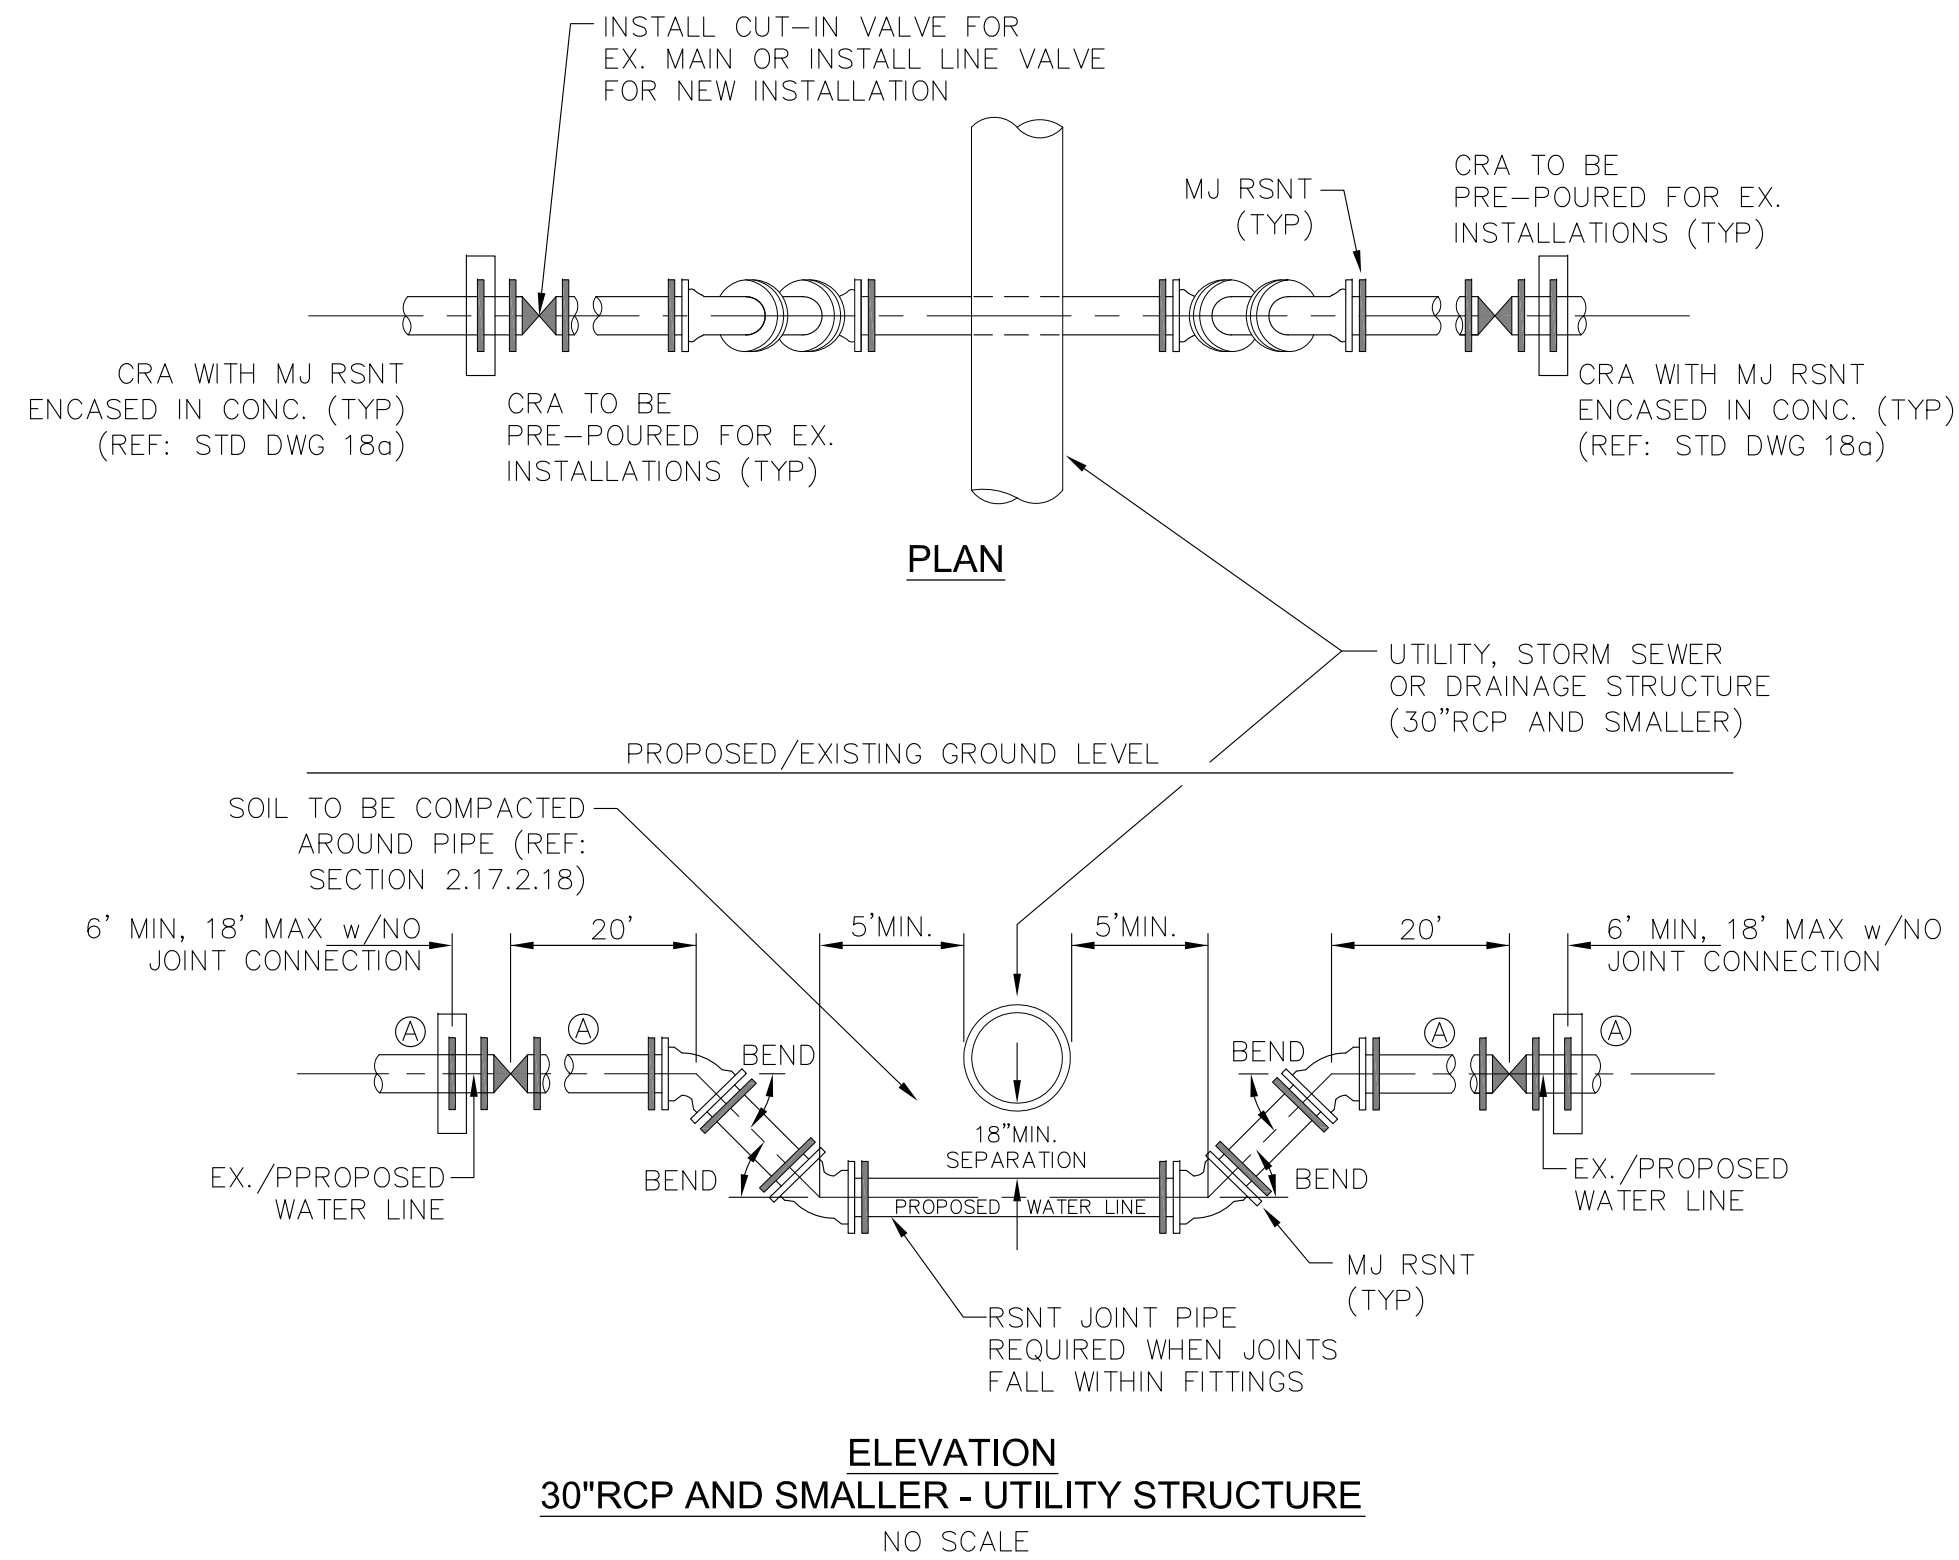 INSTALL CUT-IN VALVE FOR
EX. MAIN OR INSTALL LINE VALVE
FOR NEW INSTALLATION
MJ RSNT
(TYP)
CRA TO BE
PRE-POURED FOR EX.
INSTALLATIONS (TYP)
CRA WITH MJ RSNT
ENCASED IN CONC. (TYP)
(REF: STD DWG 18a)
CRA TO BE
PRE-POURED FOR EX.
INSTALLATIONS (TYP)
CRA WITH MJ RSNT
ENCASED IN CONC. (TYP)
(REF: STD DWG 18a)
PLAN
UTILITY, STORM SEWER
OR DRAINAGE STRUCTURE
(30"RCP AND SMALLER)
PROPOSED/EXISTING GROUND LEVEL
SOIL TO BE COMPACTED
AROUND PIPE (REF:
SECTION 2.17.2.18)
6' MIN, 18' MAX w/NO
JOINT CONNECTION
20'
5'MIN.
5'MIN.
20'
6' MIN, 18' MAX w/NO
JOINT CONNECTION
A
A
BEND
BEND
A
A
18"MIN.
SEPARATION
EX./PPROPOSED
WATER LINE
BEND
PROPOSED WATER LINE
BEND
EX./PROPOSED
WATER LINE
MJ RSNT
(TYP)
RSNT JOINT PIPE
REQUIRED WHEN JOINTS
FALL WITHIN FITTINGS
ELEVATION
30"RCP AND SMALLER - UTILITY STRUCTURE
NO SCALE